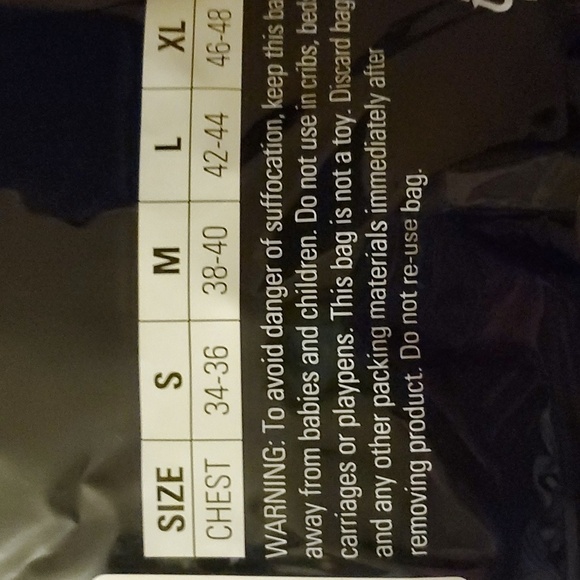 SIZE S M L XL
CHEST 34-36 38-40 42-44 46-48
WARNING: To avoid danger of suffocation, keep this
away from babies and children. Do not use in cribs,
carriages or playpens. This bag is not a toy. Discard bag
and any other packing materials immediately after
removing product. Do not re-use bag.